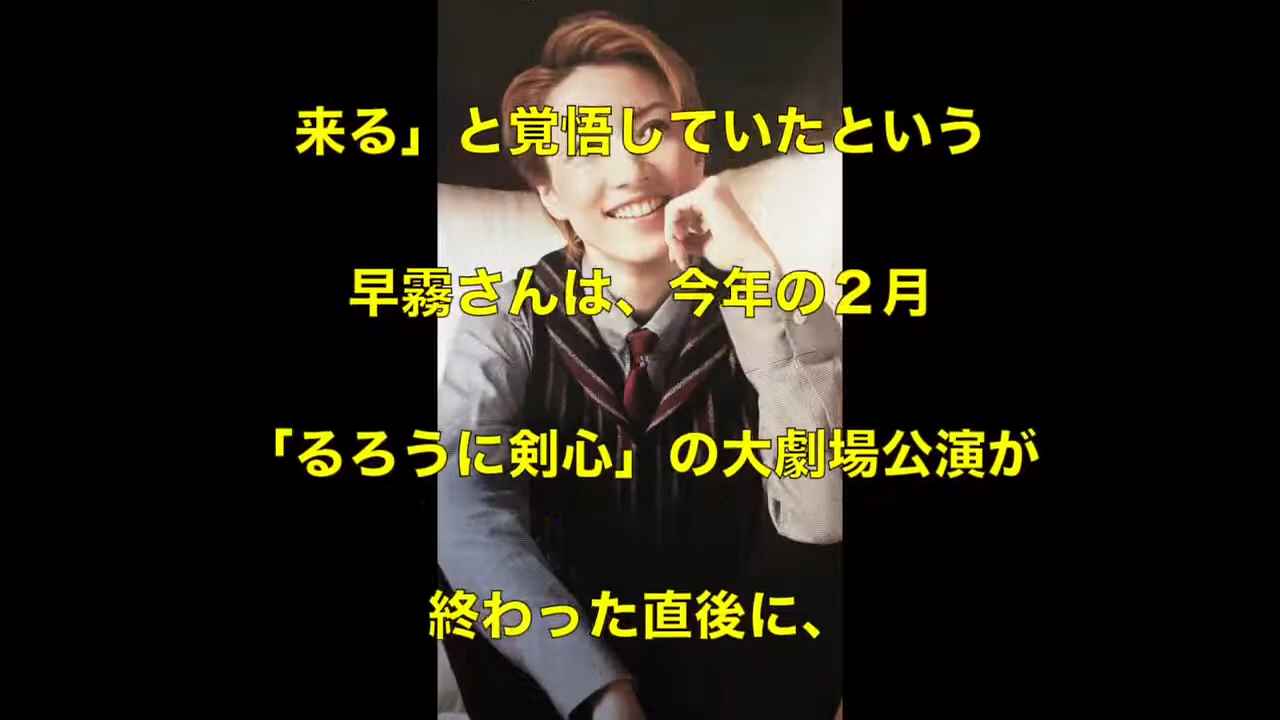 来る」と覚悟していたという
早霧さんは、今年の２月
「るろうに剣心」の大劇場公演が
終わった直後に、